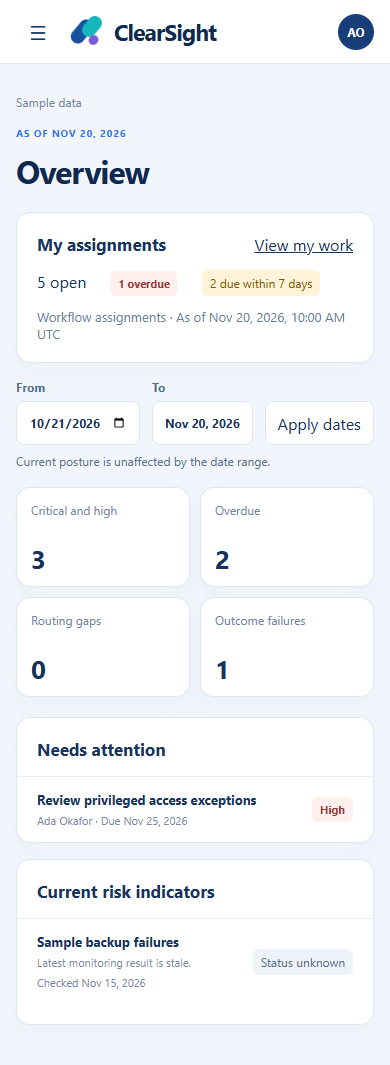 ☰ ClearSight AO
Sample data
AS OF NOV 20, 2026
Overview
My assignments View my work
5 open 1 overdue 2 due within 7 days
Workflow assignments · As of Nov 20, 2026, 10:00 AM
UTC
From To
10/21/2026 Nov 20, 2026 Apply dates
Current posture is unaffected by the date range.
Critical and high Overdue
3 2
Routing gaps Outcome failures
0 1
Needs attention
Review privileged access exceptions
High
Ada Okafor · Due Nov 25, 2026
Current risk indicators
Sample backup failures
Latest monitoring result is stale.
Status unknown
Checked Nov 15, 2026